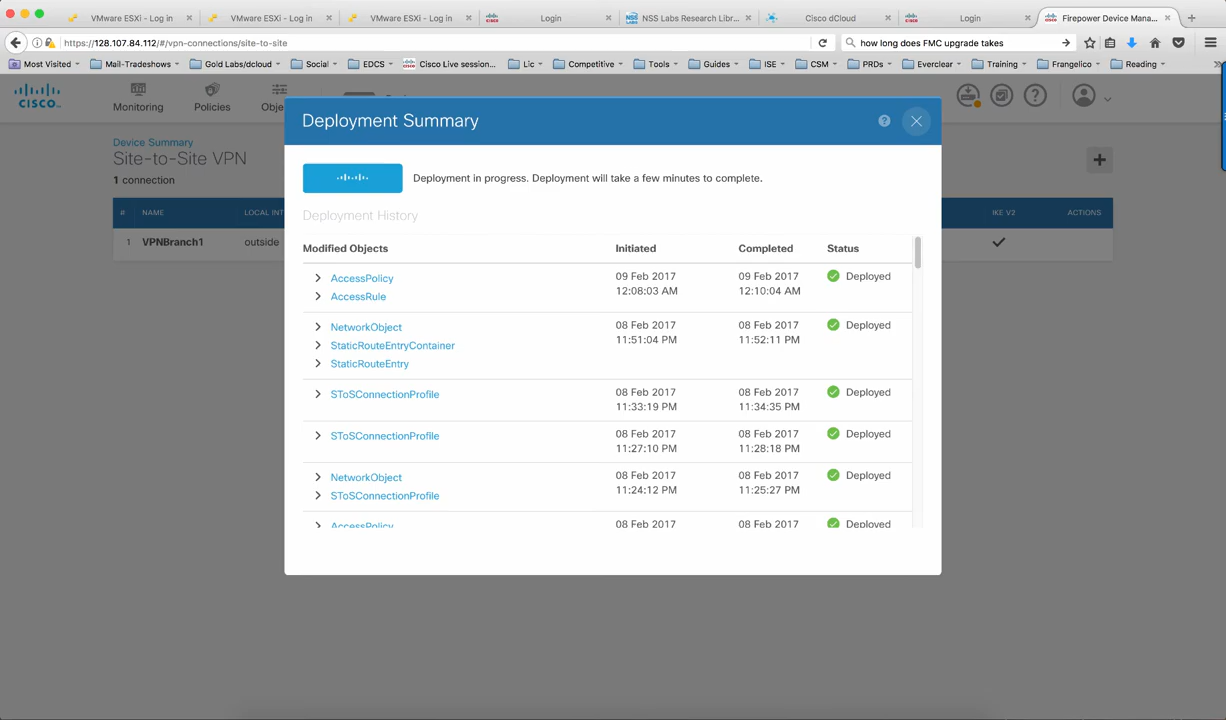 VMware ESXi - Log in
VMware ESXi - Log in
VMware ESXi - Log in
Login
NSS Labs Research Libr...
Cisco dCloud
Login
Firepower Device Mana...
https://128.107.84.112/#/vpn-connections/site-to-site
how long does FMC upgrade takes
Most Visited
Mail-Tradeshows
Gold Labs/dcloud
Social
EDCS
Cisco Live session...
Lic
Competitive
Tools
Guides
ISE
CSM
PRDs
Everclear
Training
Frangelico
Reading
CISCO
Monitoring
Policies
Obje
Device Summary
Site-to-Site VPN
1 connection
# NAME LOCAL INT IKE V2 ACTIONS
1 VPNBranch1 outside
Deployment Summary
Deployment in progress. Deployment will take a few minutes to complete.
Deployment History
Modified Objects Initiated Completed Status
AccessPolicy 09 Feb 2017 09 Feb 2017 Deployed
12:08:03 AM 12:10:04 AM
AccessRule
NetworkObject 08 Feb 2017 08 Feb 2017 Deployed
11:51:04 PM 11:52:11 PM
StaticRouteEntryContainer
StaticRouteEntry
SToSConnectionProfile 08 Feb 2017 08 Feb 2017 Deployed
11:33:19 PM 11:34:35 PM
SToSConnectionProfile 08 Feb 2017 08 Feb 2017 Deployed
11:27:10 PM 11:28:18 PM
NetworkObject 08 Feb 2017 08 Feb 2017 Deployed
11:24:12 PM 11:25:27 PM
SToSConnectionProfile
AccessPolicy 08 Feb 2017 08 Feb 2017 Deployed